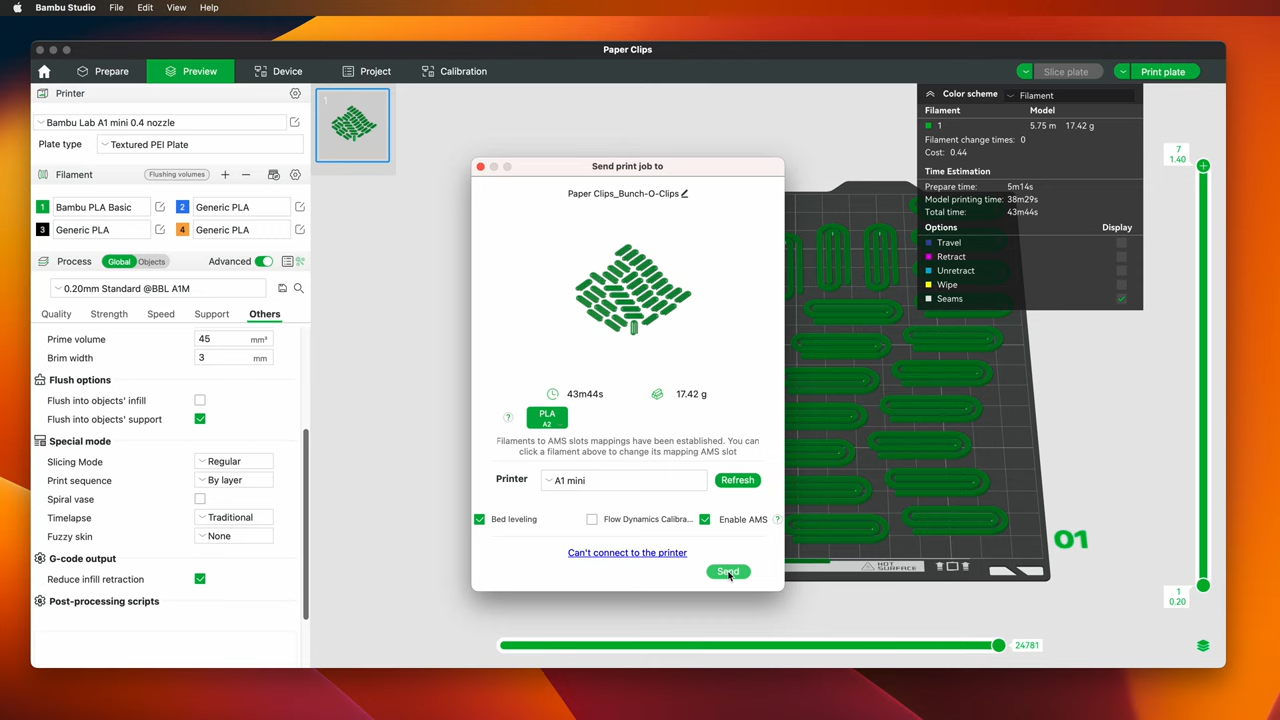 Bambu Studio File Edit View Help
Paper Clips
Prepare Preview Device Project Calibration Slice plate Print plate
Printer
Bambu Lab A1 mini 0.4 nozzle
Plate type Textured PEI Plate
Filament Flushing volumes + −
1 Bambu PLA Basic 2 Generic PLA
3 Generic PLA 4 Generic PLA
Process Global Objects Advanced
0.20mm Standard @BBL A1M
Quality Strength Speed Support Others
Prime volume 45 mm³
Brim width 3 mm
Flush options
Flush into objects' infill
Flush into objects' support
Special mode
Slicing Mode Regular
Print sequence By layer
Spiral vase
Timelapse Traditional
Fuzzy skin None
G-code output
Reduce infill retraction
Post-processing scripts
1
Send print job to
Paper Clips_Bunch-O-Clips
43m44s 17.42 g
? PLA
A2
Filaments to AMS slots mappings have been established. You can
click a filament above to change its mapping AMS slot
Printer A1 mini Refresh
Bed leveling Flow Dynamics Calibra... Enable AMS ?
Can't connect to the printer
Send
Color scheme Filament
Filament Model
1 5.75 m 17.42 g
Filament change times: 0
Cost: 0.44
Time Estimation
Prepare time: 5m14s
Model printing time: 38m29s
Total time: 43m44s
Options Display
Travel
Retract
Unretract
Wipe
Seams
7
1.40
01
HOT
SURFACE
1
0.20
24781